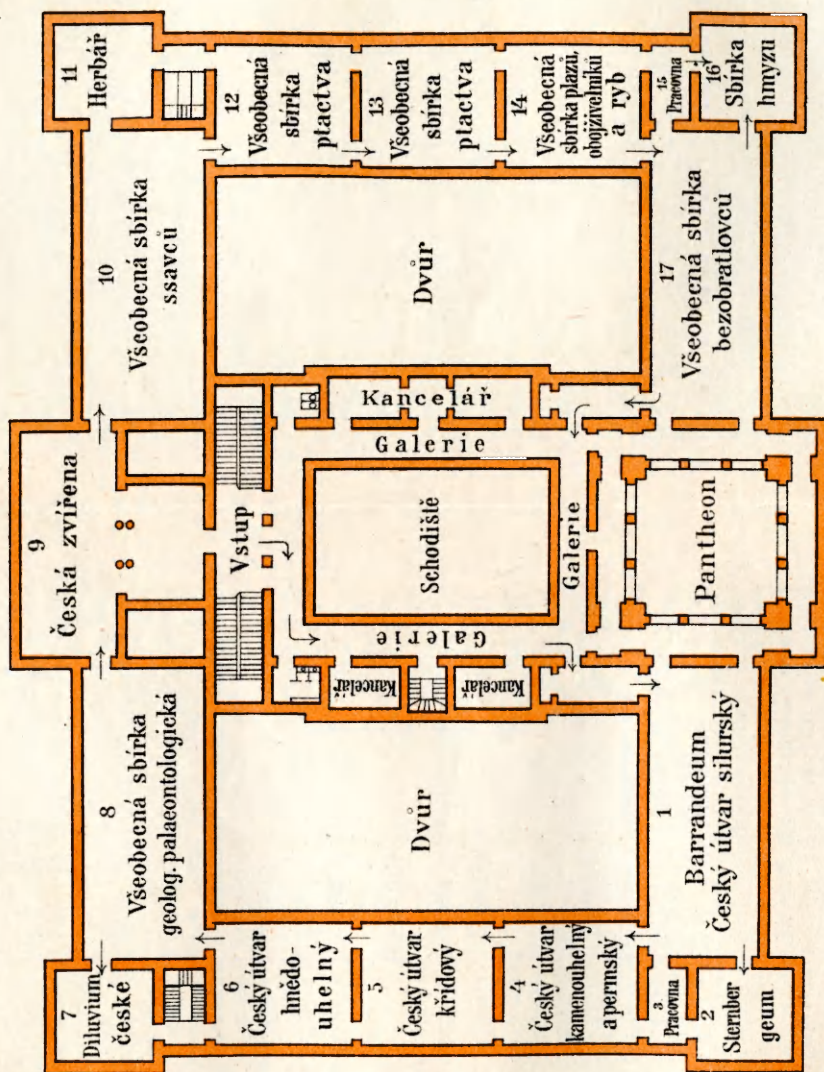 1
Barrandeum
Český útvar silurský
2
Sternber
geum
3
Pracovna
4
Český útvar
kamenouhelný
a permský
5
Český útvar
křídový
6
Český útvar
hnědo-
uhelný
7
Diluvium
české
8
Všeobecná sbírka
geolog. palaeontologická
9
Česká zvířena
10
Všeobecná sbírka
ssavců
11
Herbář
12
Všeobecná
sbírka
ptactva
13
Všeobecná
sbírka
ptactva
14
Všeobecná
sbírka plazů,
obojživelníků
a ryb
15
Pracovna
16
Sbírka
hmyzu
17
Všeobecná sbírka
bezobratlovců
Dvůr
Dvůr
Vstup
Schodiště
Galerie
Galerie
Galerie
Kancelář
Kancelář
Kancelář
Pantheon